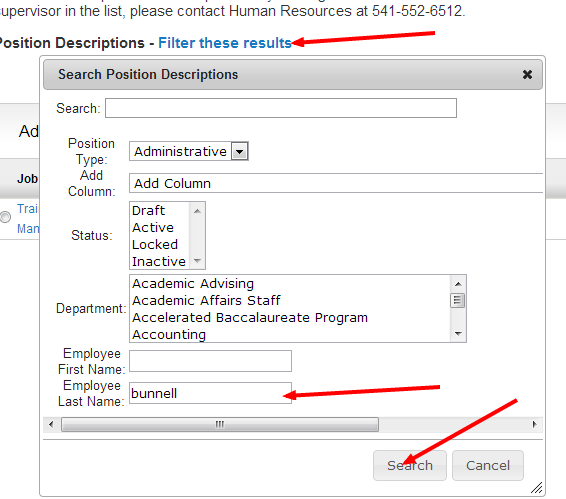 supervisor in the list, please contact Human Resources at 541-552-6512.
Position Descriptions - Filter these results
Search Position Descriptions
Search:
Ad
Position Type: Administrative
Job
Add Column: Add Column
Trai
Man
Status:
Draft
Active
Locked
Inactive
Department:
Academic Advising
Academic Affairs Staff
Accelerated Baccalaureate Program
Accounting
Employee First Name:
Employee Last Name: bunnell
Search Cancel